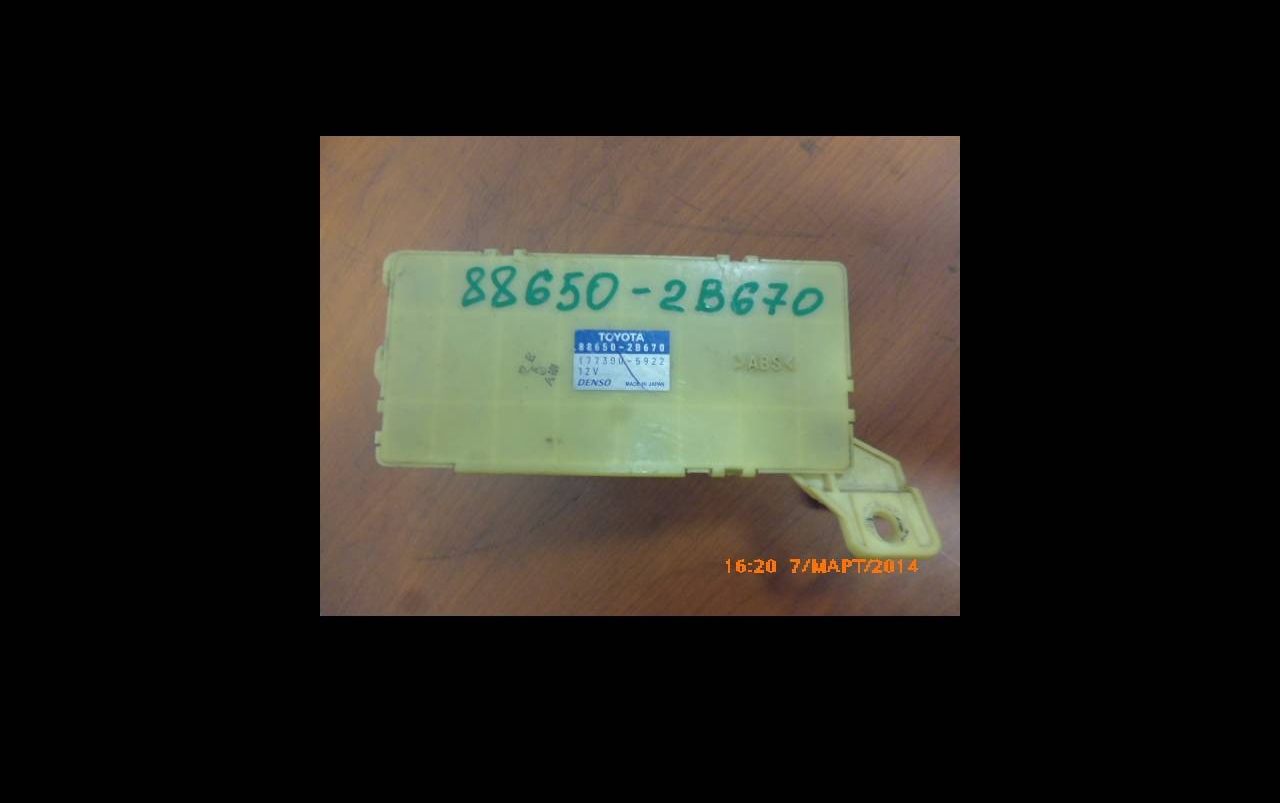 88650-2B670
TOYOTA
88650-2B670
177300-5922
12V
DENSO MADE IN JAPAN
>ABS<
16:20 7/МАРТ/2014